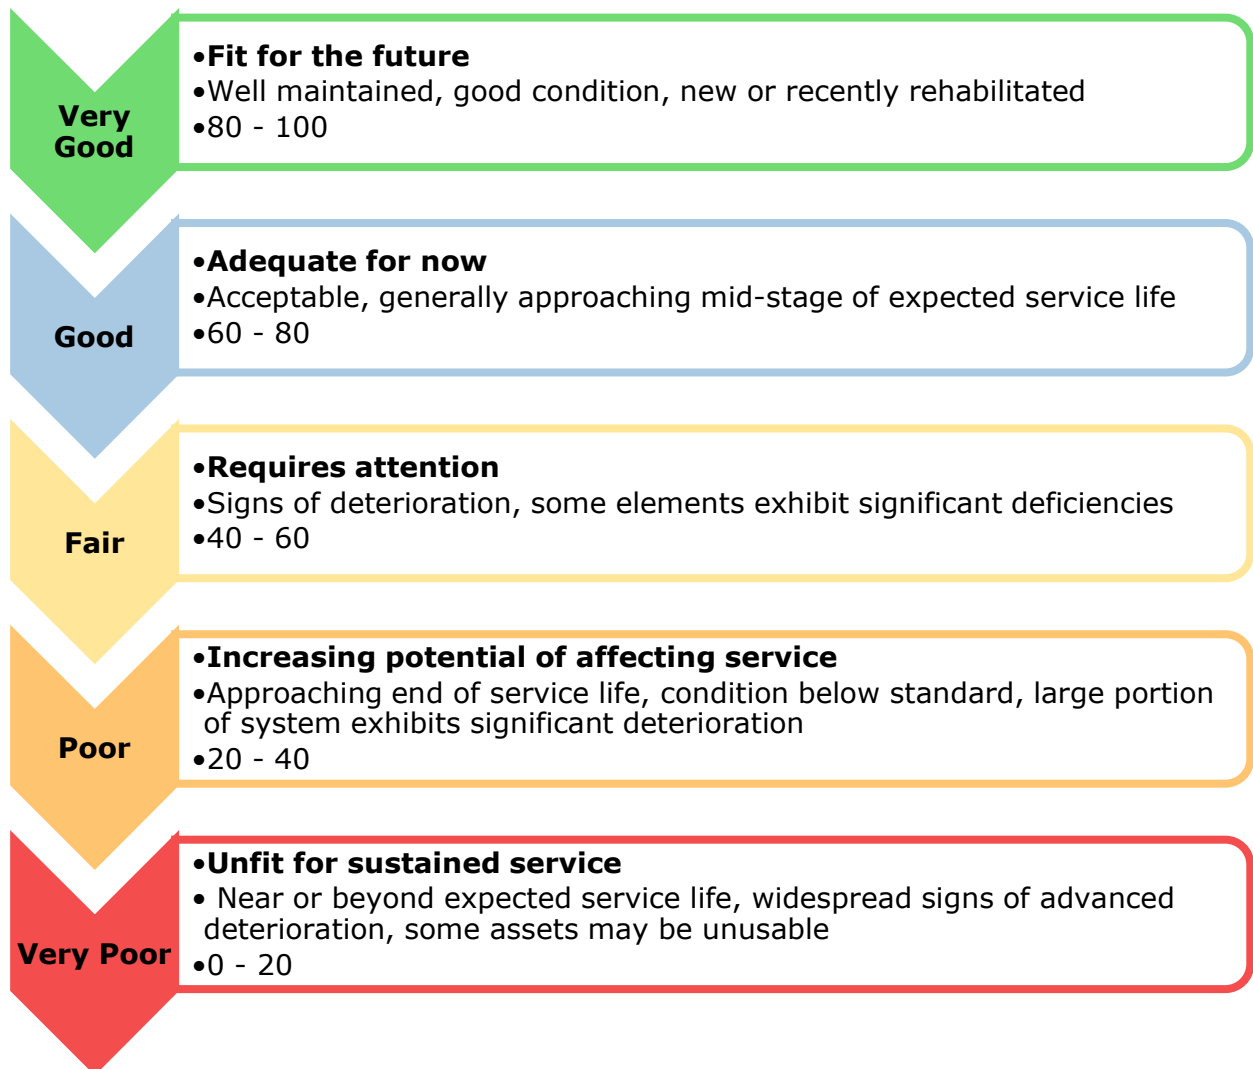 Very
Good
•Fit for the future
•Well maintained, good condition, new or recently rehabilitated
•80 - 100
Good
•Adequate for now
•Acceptable, generally approaching mid-stage of expected service life
•60 - 80
Fair
•Requires attention
•Signs of deterioration, some elements exhibit significant deficiencies
•40 - 60
Poor
•Increasing potential of affecting service
•Approaching end of service life, condition below standard, large portion
of system exhibits significant deterioration
•20 - 40
Very Poor
•Unfit for sustained service
• Near or beyond expected service life, widespread signs of advanced
deterioration, some assets may be unusable
•0 - 20